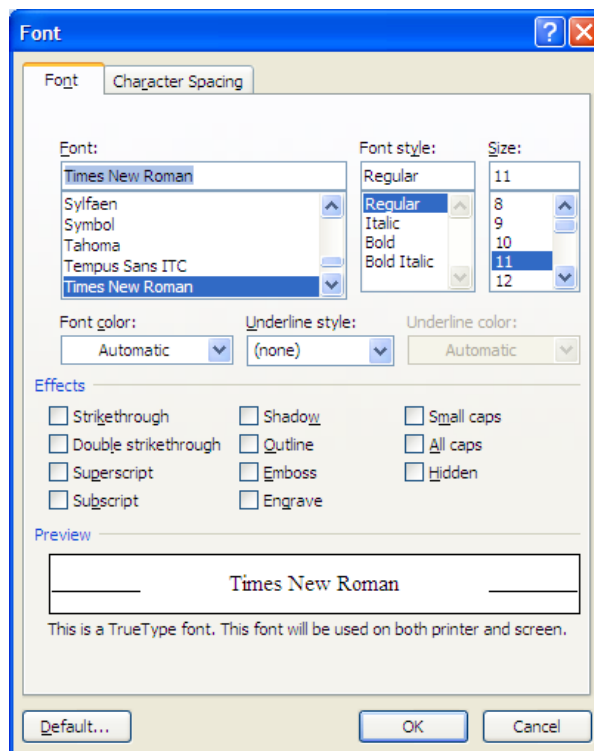 Font
Font Character Spacing
Font: Font style: Size:
Times New Roman Regular 11
Sylfaen Regular 8
Symbol Italic 9
Tahoma Bold 10
Tempus Sans ITC Bold Italic 11
Times New Roman 12
Font color: Underline style: Underline color:
Automatic (none) Automatic
Effects
Strikethrough Shadow Small caps
Double strikethrough Outline All caps
Superscript Emboss Hidden
Subscript Engrave
Preview
Times New Roman
This is a TrueType font. This font will be used on both printer and screen.
Default... OK Cancel